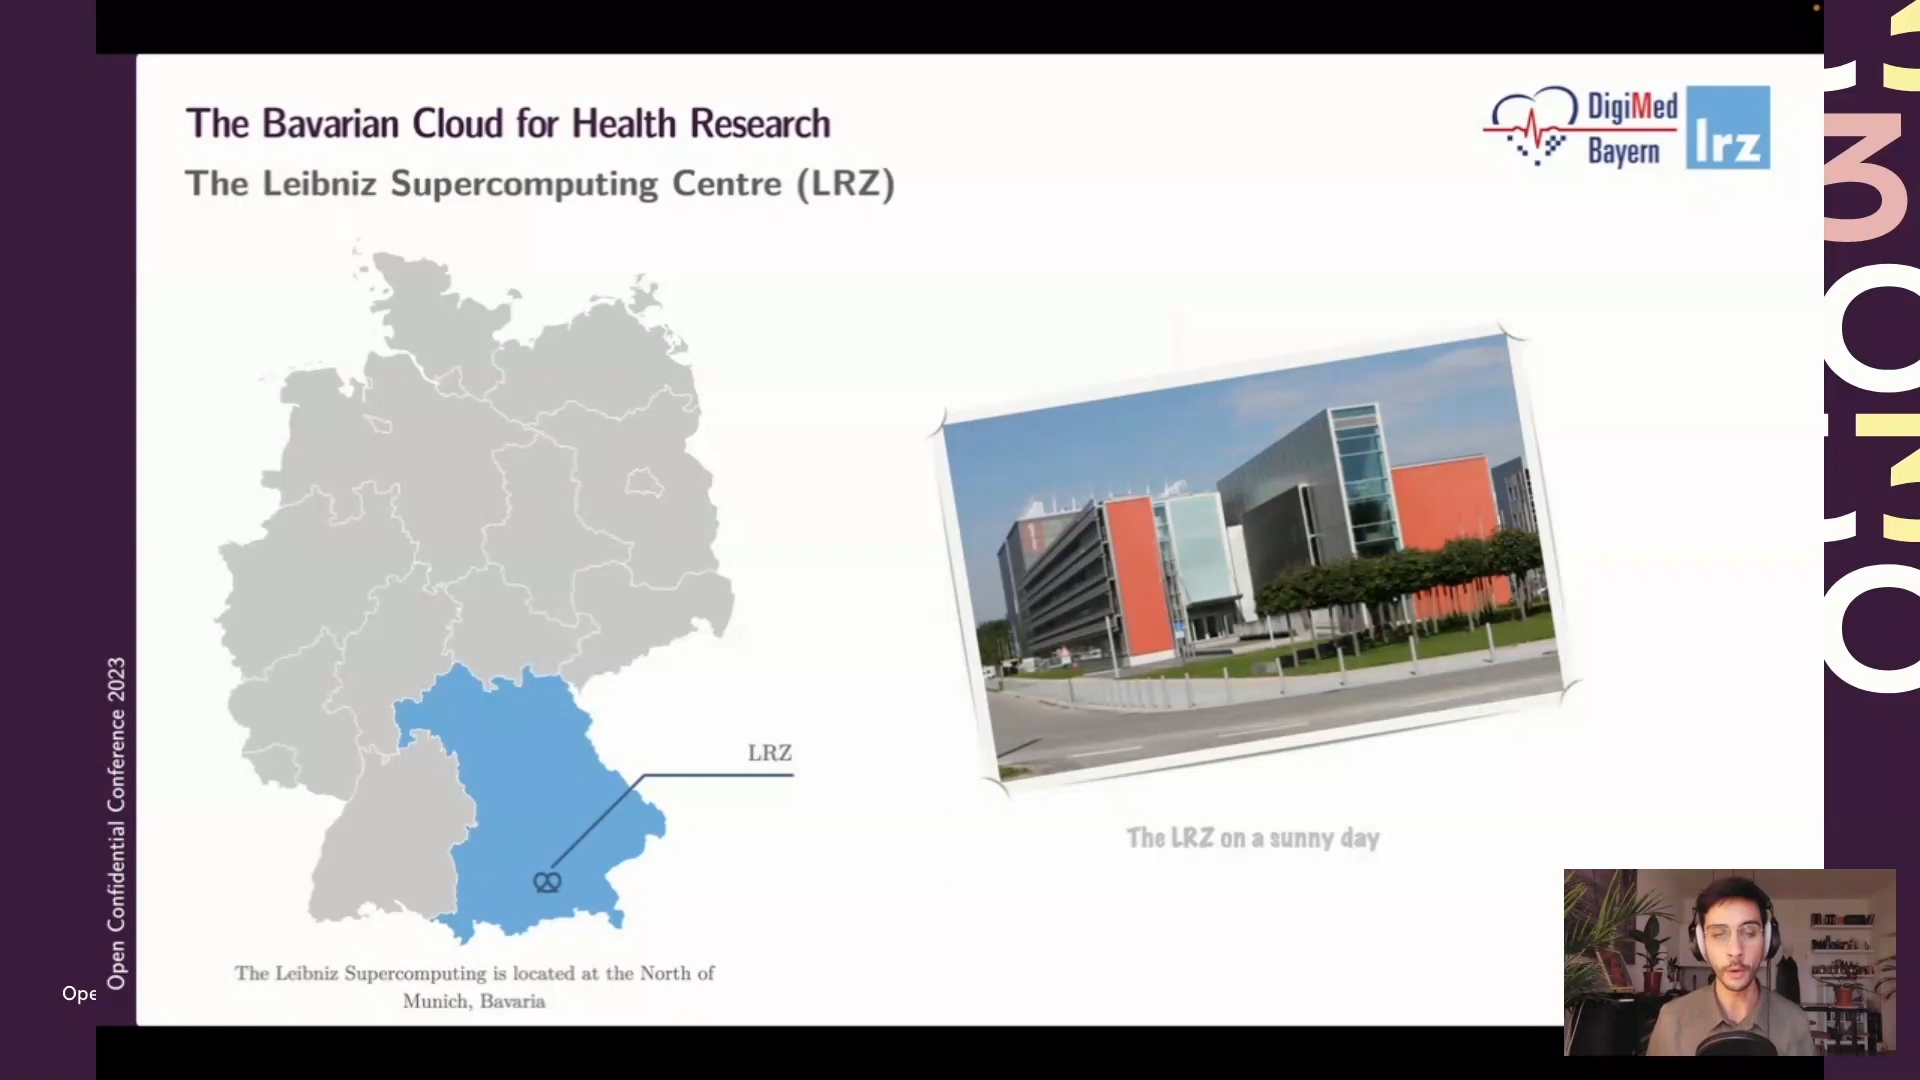 The Bavarian Cloud for Health Research
The Leibniz Supercomputing Centre (LRZ)
DigiMed
Bayern
lrz
LRZ
The LRZ on a sunny day
The Leibniz Supercomputing is located at the North of
Munich, Bavaria
Open Confidential Conference 2023
Ope